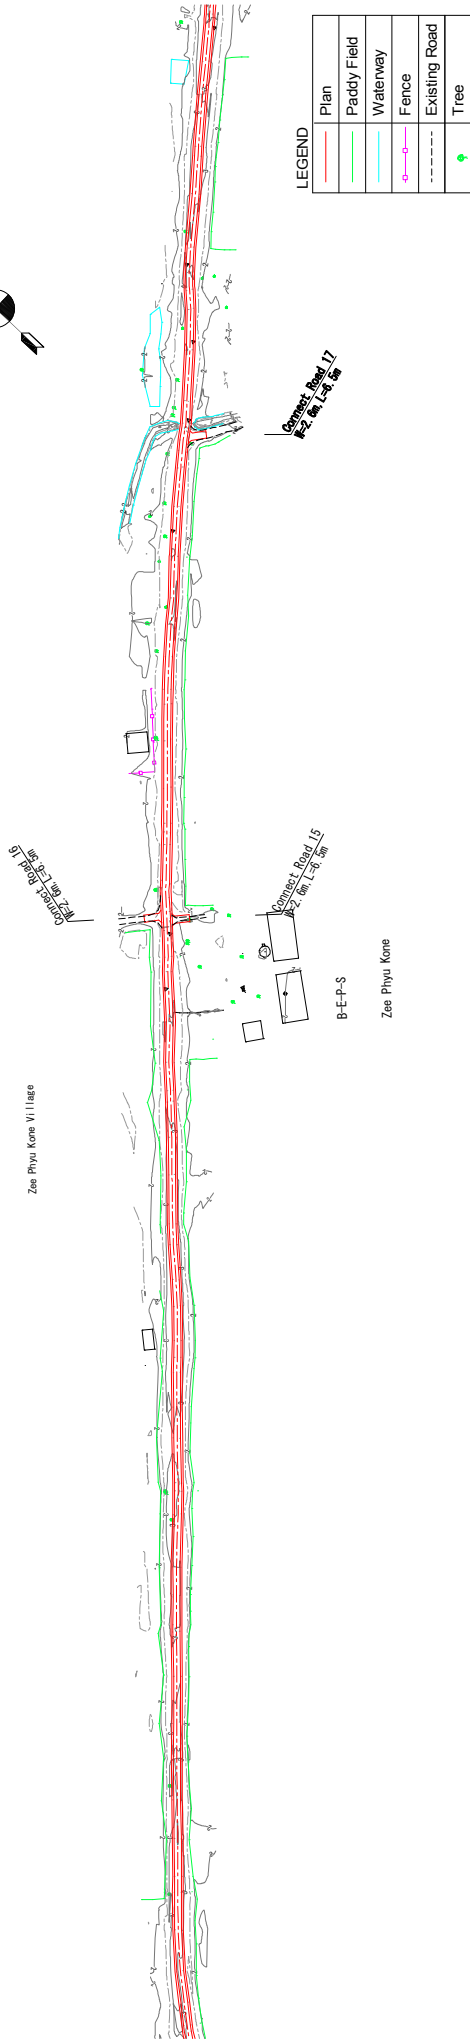 LEGEND
Plan
Paddy Field
Waterway
Fence
Existing Road
Tree
Connect Road 17
W=2.6m, L=6.5m
Connect Road 16
W=2.6m, L=6.5m
Connect Road 15
W=2.6m, L=6.5m
B-E-P-S
Zee Phyu Kone
Zee Phyu Kone Village